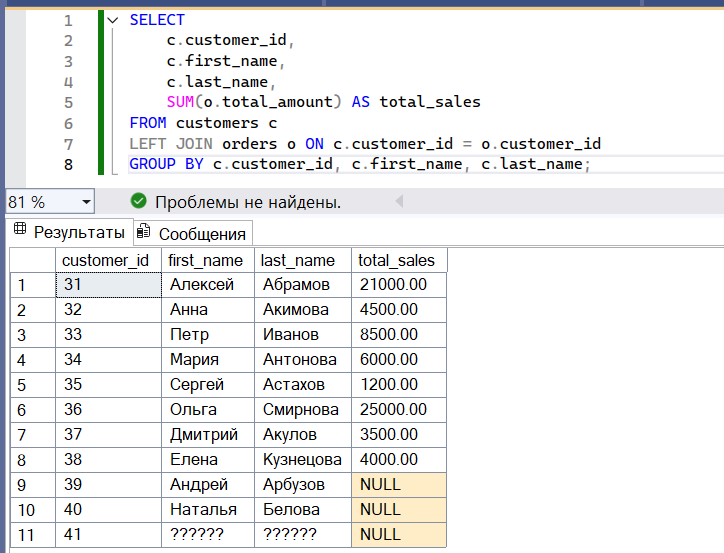 1 SELECT
2 c.customer_id,
3 c.first_name,
4 c.last_name,
5 SUM(o.total_amount) AS total_sales
6 FROM customers c
7 LEFT JOIN orders o ON c.customer_id = o.customer_id
8 GROUP BY c.customer_id, c.first_name, c.last_name;
81 % Проблемы не найдены.
Результаты Сообщения
customer_id first_name last_name total_sales
1 31 Алексей Абрамов 21000.00
2 32 Анна Акимова 4500.00
3 33 Петр Иванов 8500.00
4 34 Мария Антонова 6000.00
5 35 Сергей Астахов 1200.00
6 36 Ольга Смирнова 25000.00
7 37 Дмитрий Акулов 3500.00
8 38 Елена Кузнецова 4000.00
9 39 Андрей Арбузов NULL
10 40 Наталья Белова NULL
11 41 ?????? ?????? NULL